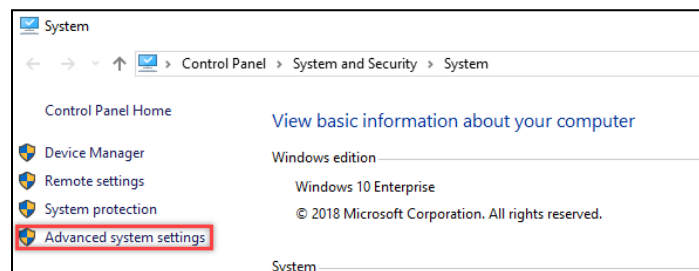 System
Control Panel > System and Security > System
Control Panel Home
View basic information about your computer
Device Manager
Windows edition
Remote settings
Windows 10 Enterprise
System protection
© 2018 Microsoft Corporation. All rights reserved.
Advanced system settings
System